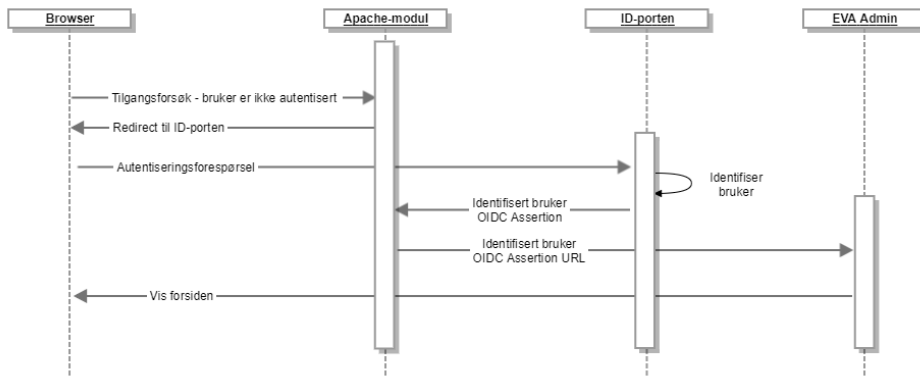 Browser
Apache-modul
ID-porten
EVA Admin
Tilgangsforsøk - bruker er ikke autentisert
Redirect til ID-porten
Autentiseringsforespørsel
Identifiser
bruker
Identifisert bruker
OIDC Assertion
Identifisert bruker
OIDC Assertion URL
Vis forsiden